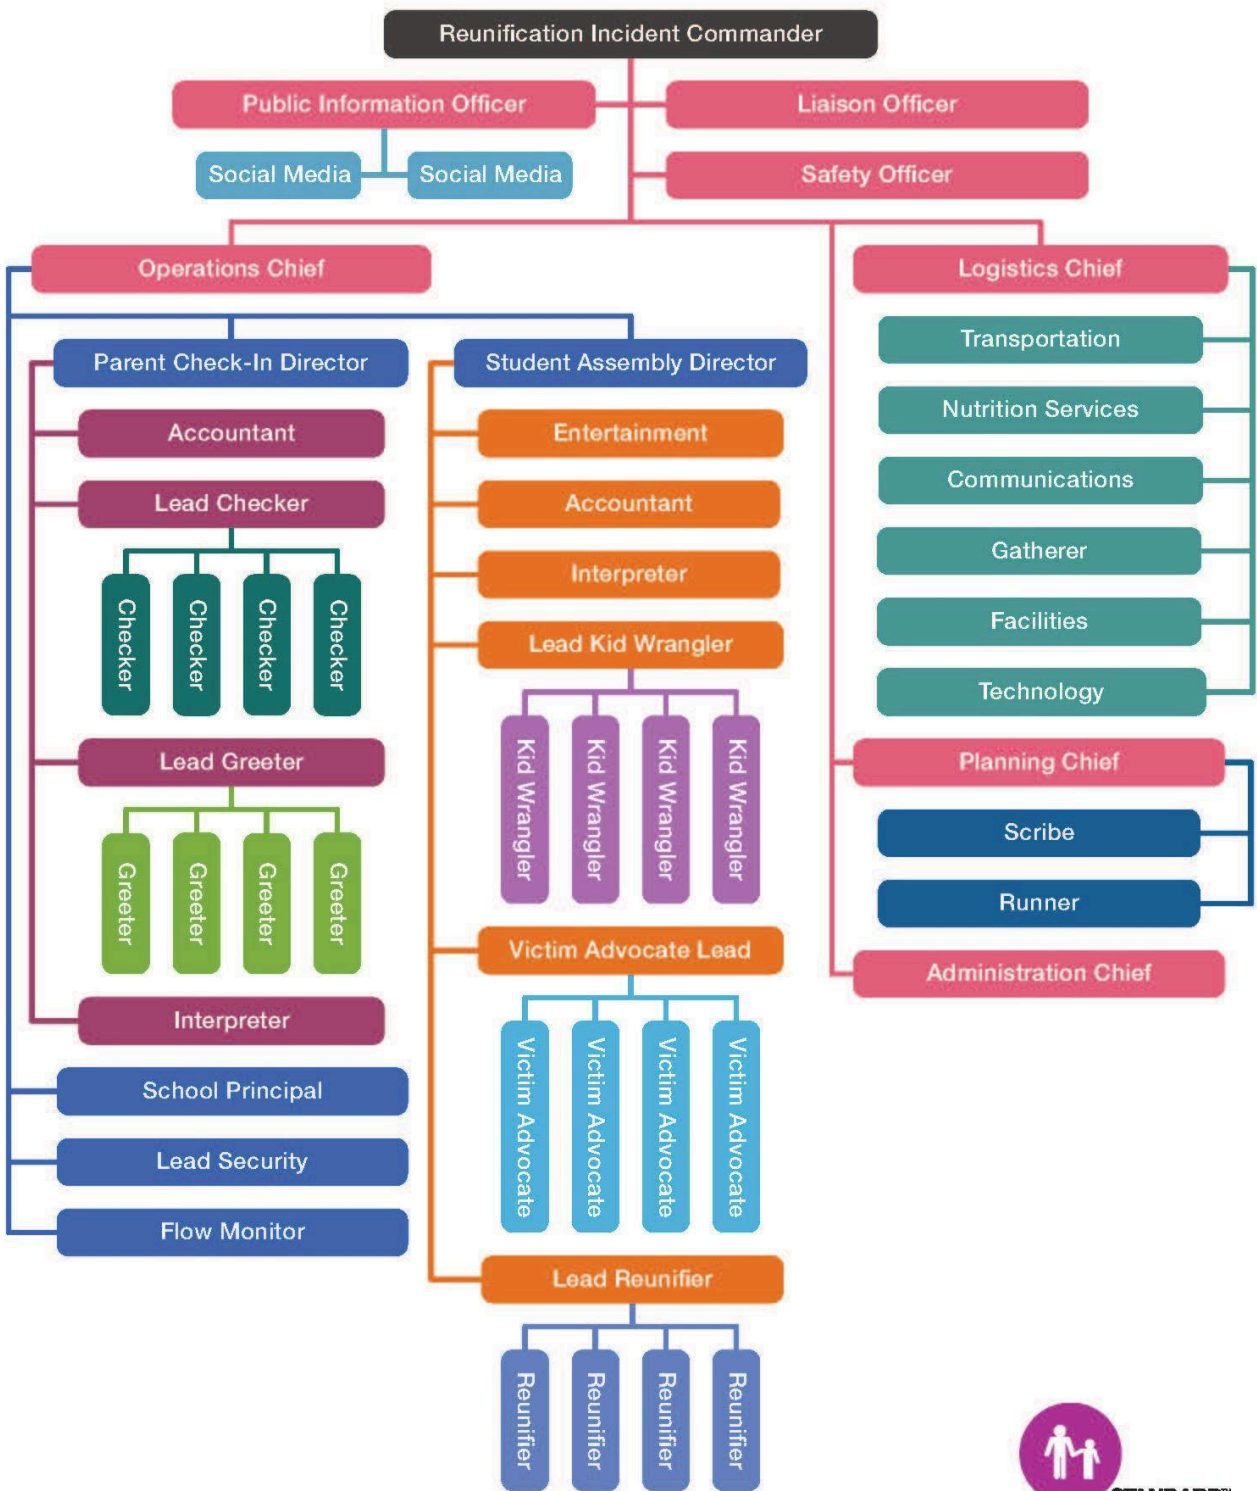 Reunification Incident Commander
Public Information Officer
Liaison Officer
Social Media
Social Media
Safety Officer
Operations Chief
Logistics Chief
Parent Check-In Director
Accountant
Lead Checker
Checker
Checker
Checker
Checker
Lead Greeter
Greeter
Greeter
Greeter
Greeter
Interpreter
School Principal
Lead Security
Flow Monitor
Student Assembly Director
Entertainment
Accountant
Interpreter
Lead Kid Wrangler
Kid Wrangler
Kid Wrangler
Kid Wrangler
Kid Wrangler
Victim Advocate Lead
Victim Advocate
Victim Advocate
Victim Advocate
Victim Advocate
Lead Reunifier
Reunifier
Reunifier
Reunifier
Reunifier
Transportation
Nutrition Services
Communications
Gatherer
Facilities
Technology
Planning Chief
Scribe
Runner
Administration Chief